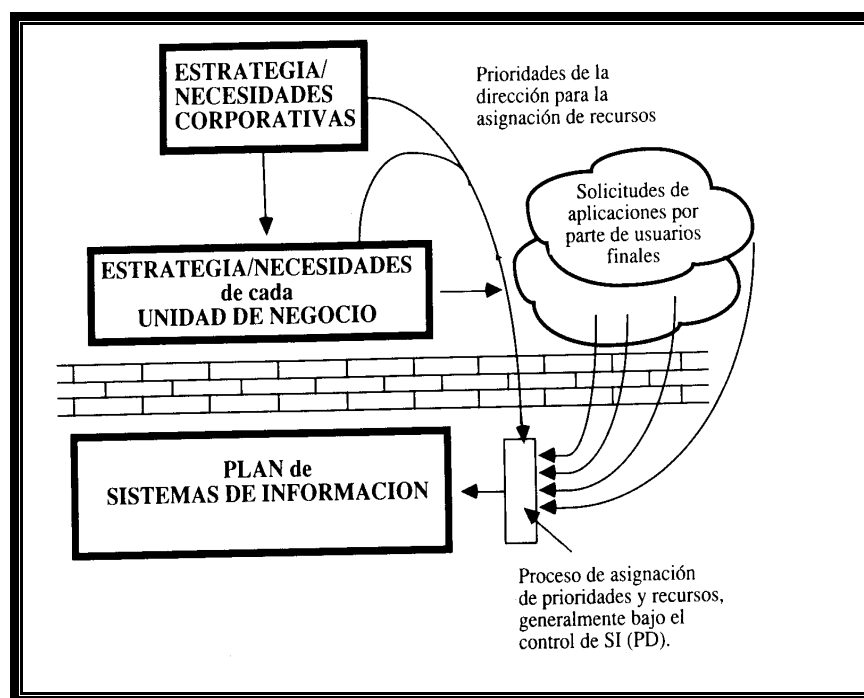 ESTRATEGIA/
NECESIDADES
CORPORATIVAS
Prioridades de la
dirección para la
asignación de recursos
Solicitudes de
aplicaciones por
parte de usuarios
finales
ESTRATEGIA/NECESIDADES
de cada
UNIDAD DE NEGOCIO
PLAN de
SISTEMAS DE INFORMACION
Proceso de asignación
de prioridades y recursos,
generalmente bajo el
control de SI (PD).